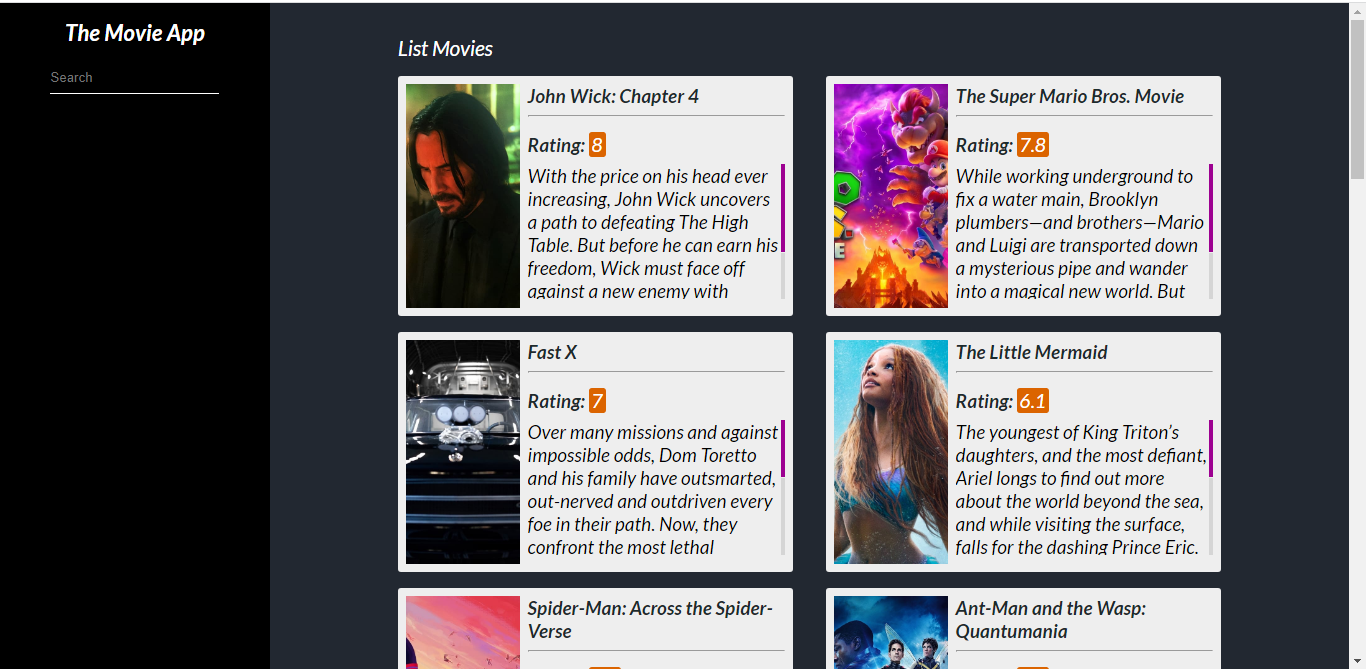 The Movie App
Search
List Movies
John Wick: Chapter 4
Rating: 8
With the price on his head ever
increasing, John Wick uncovers
a path to defeating The High
Table. But before he can earn his
freedom, Wick must face off
against a new enemy with
The Super Mario Bros. Movie
Rating: 7.8
While working underground to
fix a water main, Brooklyn
plumbers—and brothers—Mario
and Luigi are transported down
a mysterious pipe and wander
into a magical new world. But
Fast X
Rating: 7
Over many missions and against
impossible odds, Dom Toretto
and his family have outsmarted,
out-nerved and outdriven every
foe in their path. Now, they
confront the most lethal
The Little Mermaid
Rating: 6.1
The youngest of King Triton’s
daughters, and the most defiant,
Ariel longs to find out more
about the world beyond the sea,
and while visiting the surface,
falls for the dashing Prince Eric.
Spider-Man: Across the Spider-
Verse
Ant-Man and the Wasp:
Quantumania